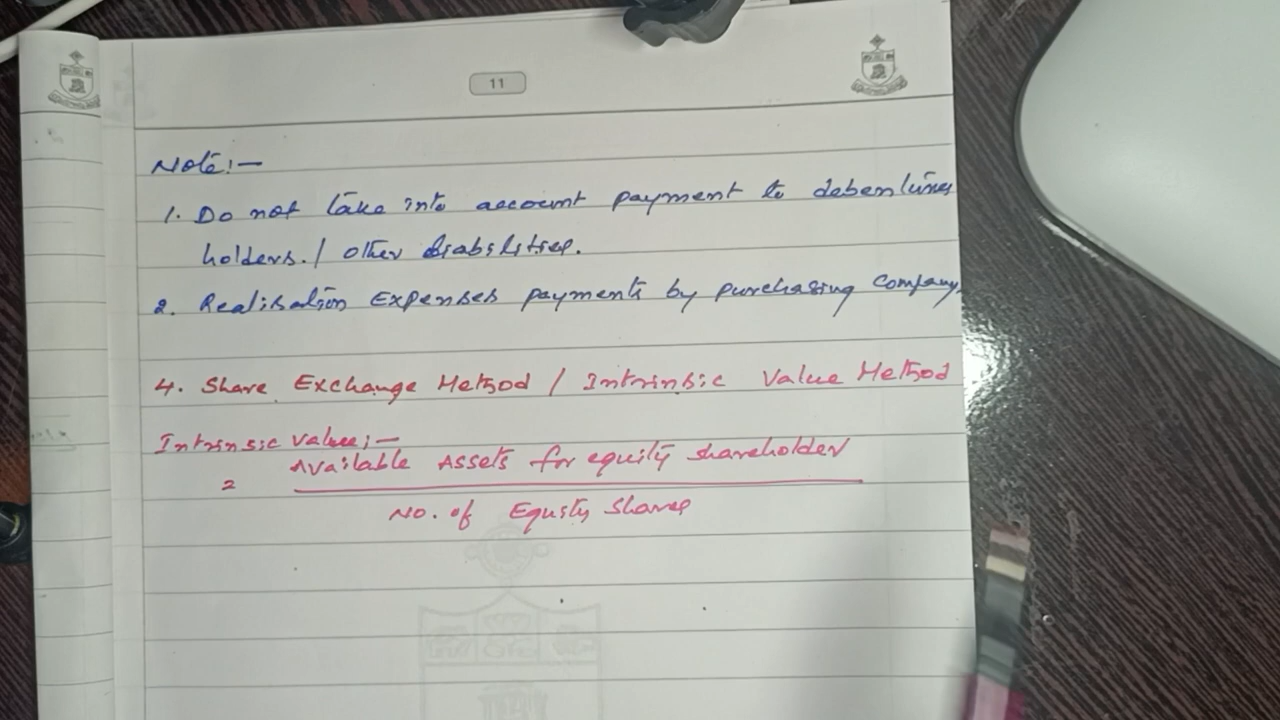 11
Note:-
1. Do not take into account payment to debentures
holders. / other liabilities.
2. Realisation Expenses payments by purchasing Company.
4. Share Exchange Method / Intrinsic Value Method
Intrinsic Value:-
= Available Assets for equity shareholder
No. of Equity Shares